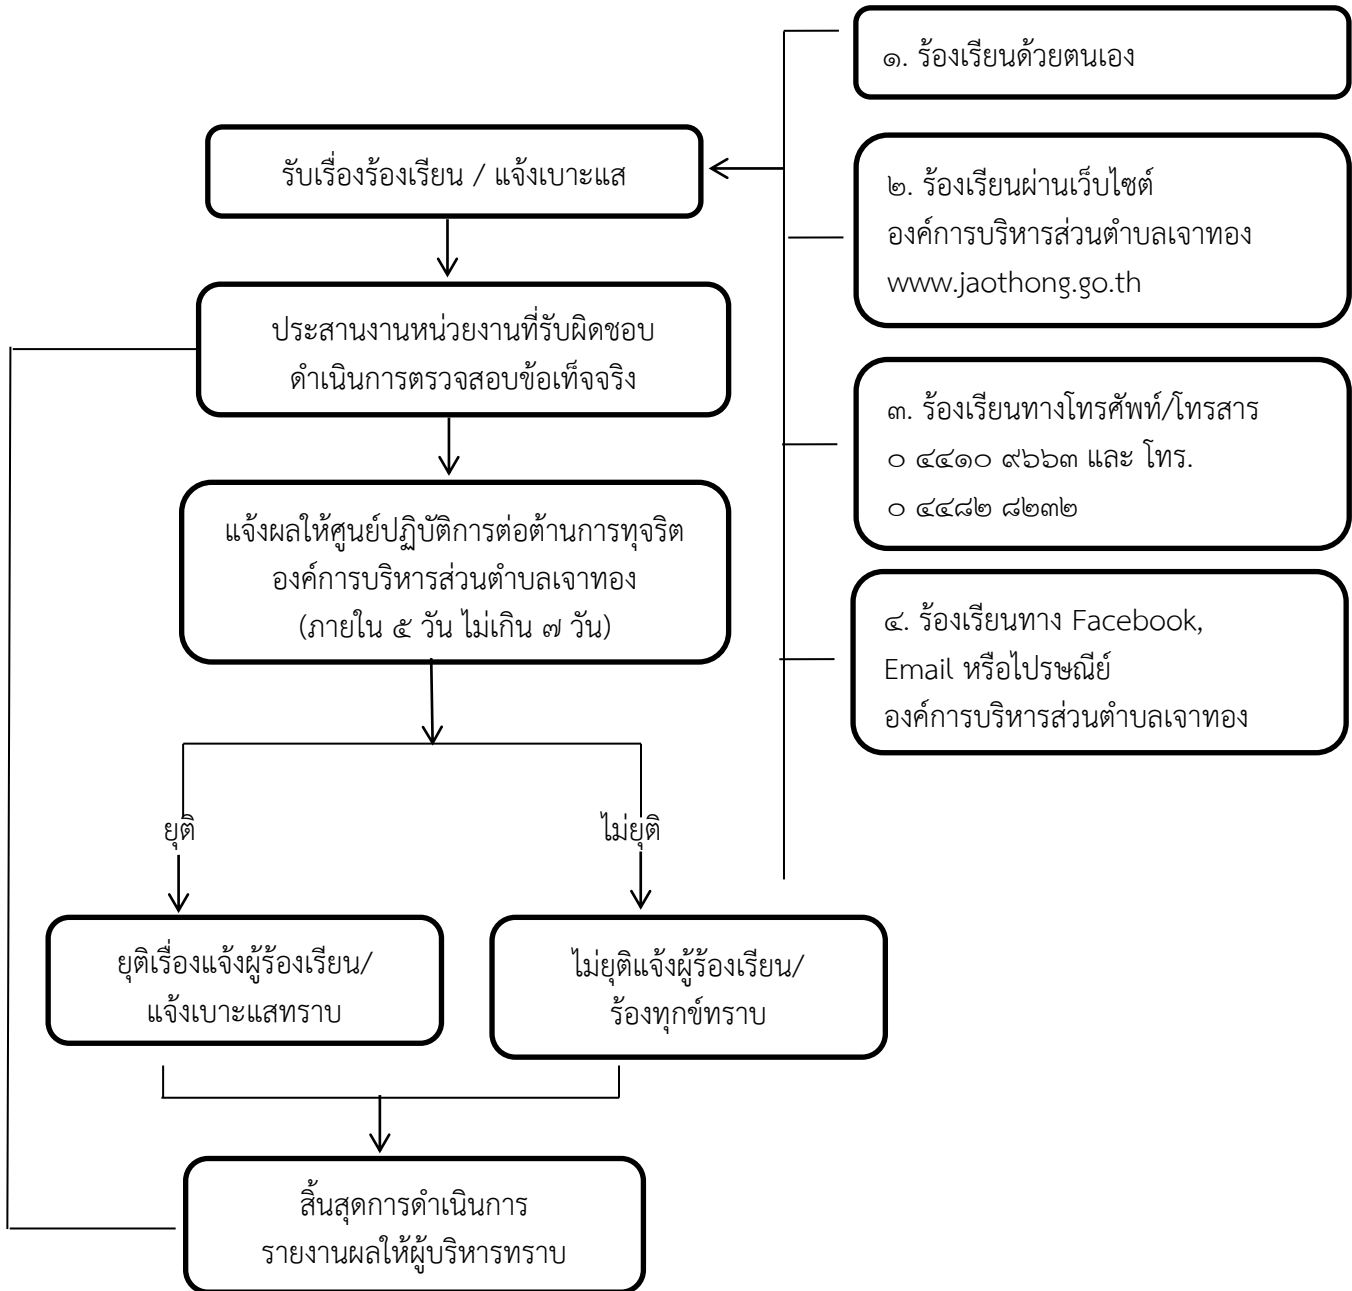 ๑. ร้องเรียนด้วยตนเอง
รับเรื่องร้องเรียน / แจ้งเบาะแส
๒. ร้องเรียนผ่านเว็บไซต์
องค์การบริหารส่วนตำบลเจาทอง
www.jaothong.go.th
ประสานงานหน่วยงานที่รับผิดชอบ
ดำเนินการตรวจสอบข้อเท็จจริง
๓. ร้องเรียนทางโทรศัพท์/โทรสาร
๐ ๔๔๑๐ ๙๖๖๓ และ โทร.
๐ ๔๔๘๒ ๘๒๓๒
แจ้งผลให้ศูนย์ปฏิบัติการต่อต้านการทุจริต
องค์การบริหารส่วนตำบลเจาทอง
(ภายใน ๕ วัน ไม่เกิน ๗ วัน)
๔. ร้องเรียนทาง Facebook,
Email หรือไปรษณีย์
องค์การบริหารส่วนตำบลเจาทอง
ยุติ
ไม่ยุติ
ยุติเรื่องแจ้งผู้ร้องเรียน/
แจ้งเบาะแสทราบ
ไม่ยุติแจ้งผู้ร้องเรียน/
ร้องทุกข์ทราบ
สิ้นสุดการดำเนินการ
รายงานผลให้ผู้บริหารทราบ